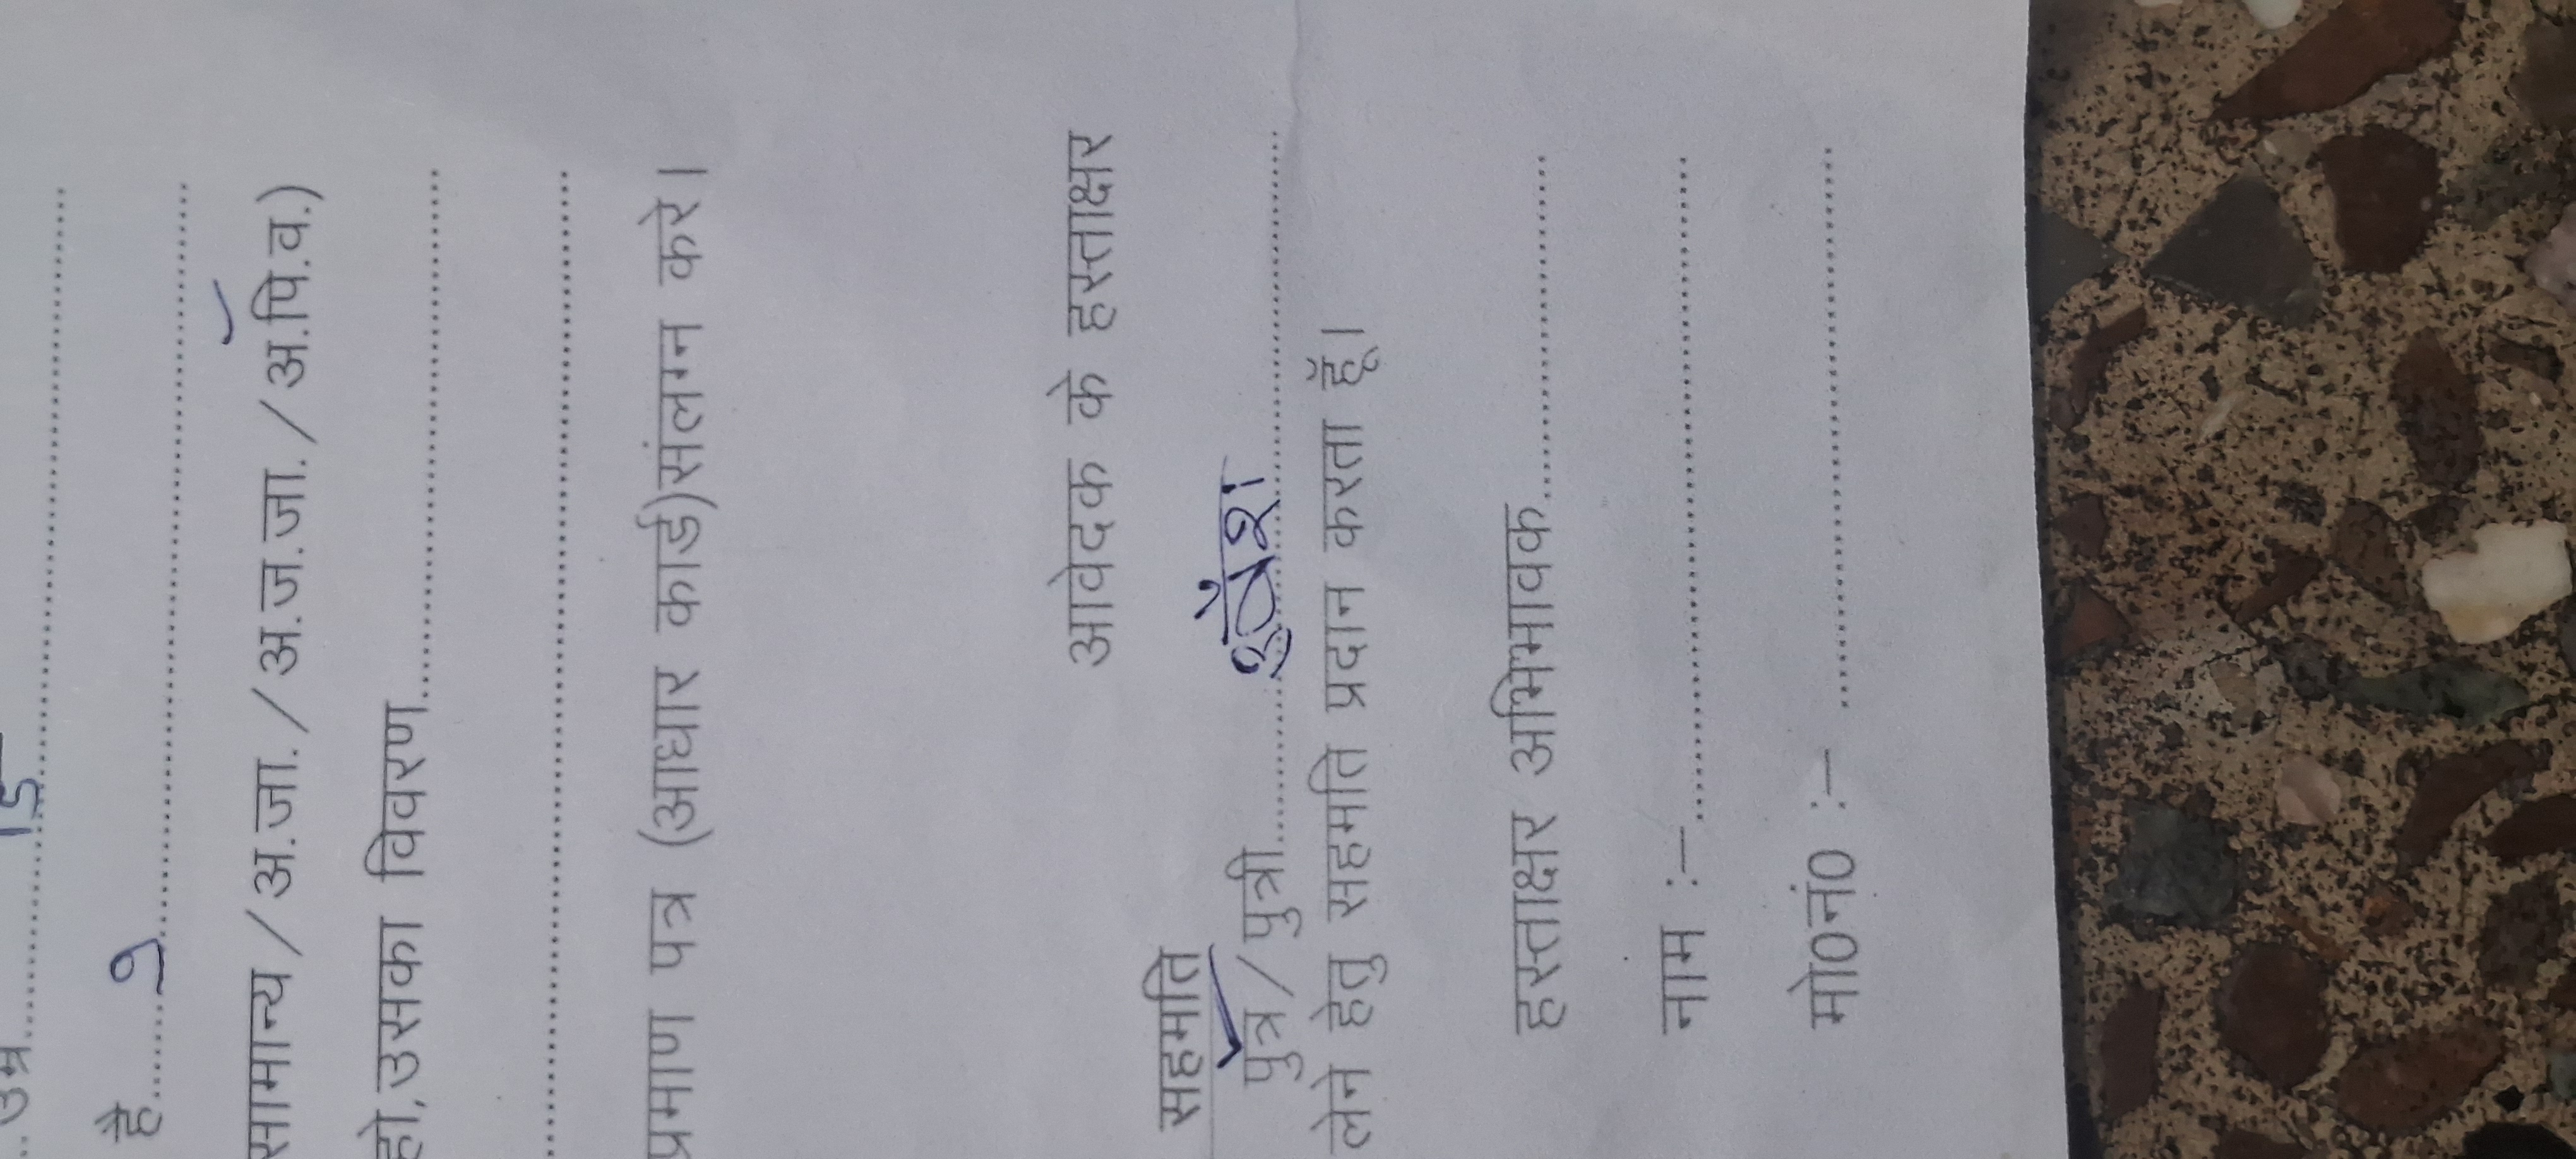 उम्र.................15.......................................
है........9.......................................
सामान्य / अ.जा. / अ.ज.जा. / अ.पि.व.)
हो, उसका विवरण..................................
..........................................................................
प्रमाण पत्र (आधार कार्ड)संलग्न करे।
आवेदक के हस्ताक्षर
सहमति
पुत्र / पुत्री................................................
लेने हेतु सहमति प्रदान करता हूँ।
हस्ताक्षर अभिभावक..............................
नाम :–.......................................................
मो0नं0 :– ..............................................